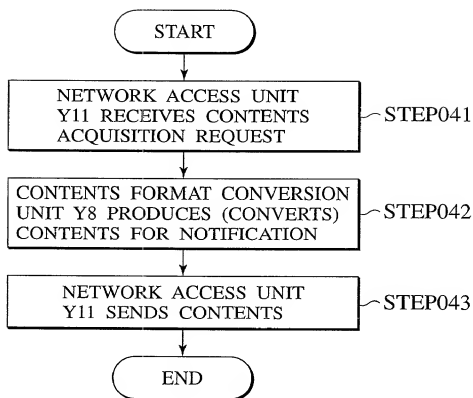 START
NETWORK ACCESS UNIT
Y11 RECEIVES CONTENTS
ACQUISITION REQUEST
STEP041
CONTENTS FORMAT CONVERSION
UNIT Y8 PRODUCES (CONVERTS)
CONTENTS FOR NOTIFICATION
STEP042
NETWORK ACCESS UNIT
Y11 SENDS CONTENTS
STEP043
END